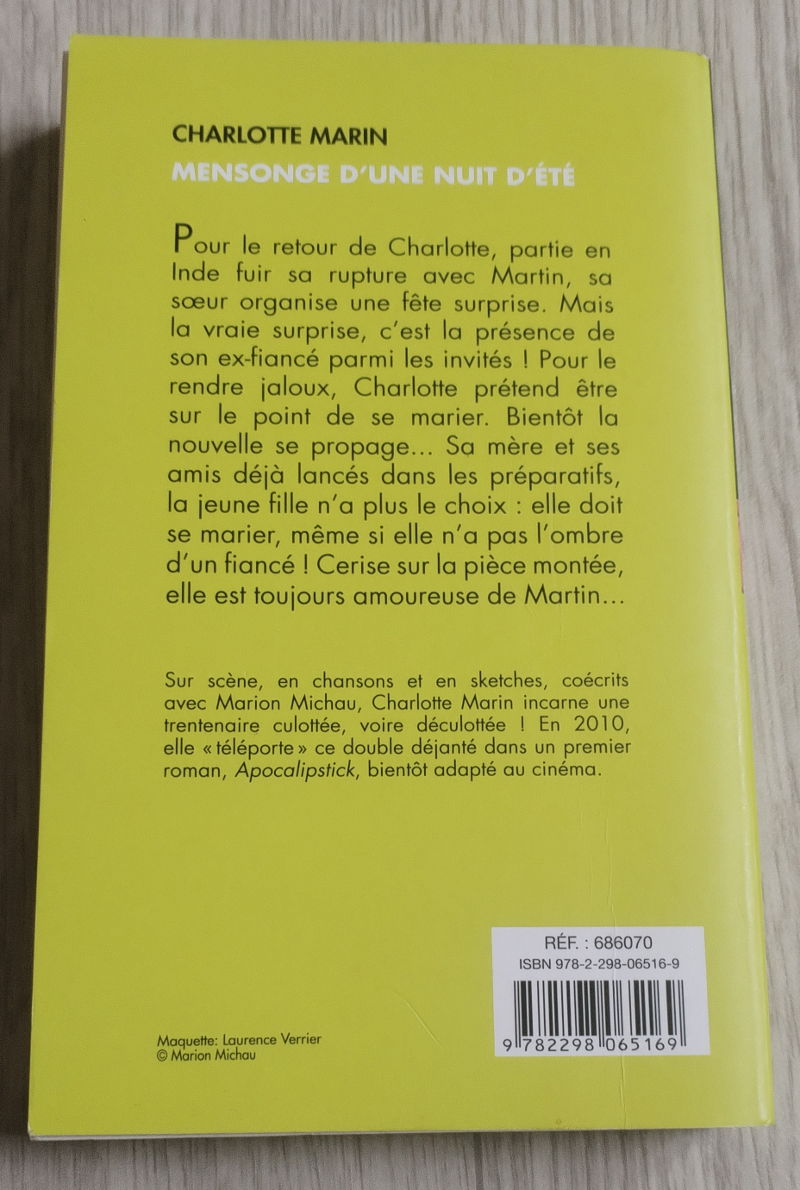 CHARLOTTE MARIN
MENSONGE D'UNE NUIT D'ÉTÉ
Pour le retour de Charlotte, partie en
Inde fuir sa rupture avec Martin, sa
sœur organise une fête surprise. Mais
la vraie surprise, c'est la présence de
son ex-fiancé parmi les invités ! Pour le
rendre jaloux, Charlotte prétend être
sur le point de se marier. Bientôt la
nouvelle se propage... Sa mère et ses
amis déjà lancés dans les préparatifs,
la jeune fille n'a plus le choix : elle doit
se marier, même si elle n'a pas l'ombre
d'un fiancé ! Cerise sur la pièce montée,
elle est toujours amoureuse de Martin...
Sur scène, en chansons et en sketches, coécrits
avec Marion Michau, Charlotte Marin incarne une
trentenaire culottée, voire déculottée ! En 2010,
elle « téléporte » ce double déjanté dans un premier
roman, Apocalipstick, bientôt adapté au cinéma.
RÉF. : 686070
ISBN 978-2-298-06516-9
9 782298 065169
Maquette: Laurence Verrier
© Marion Michau